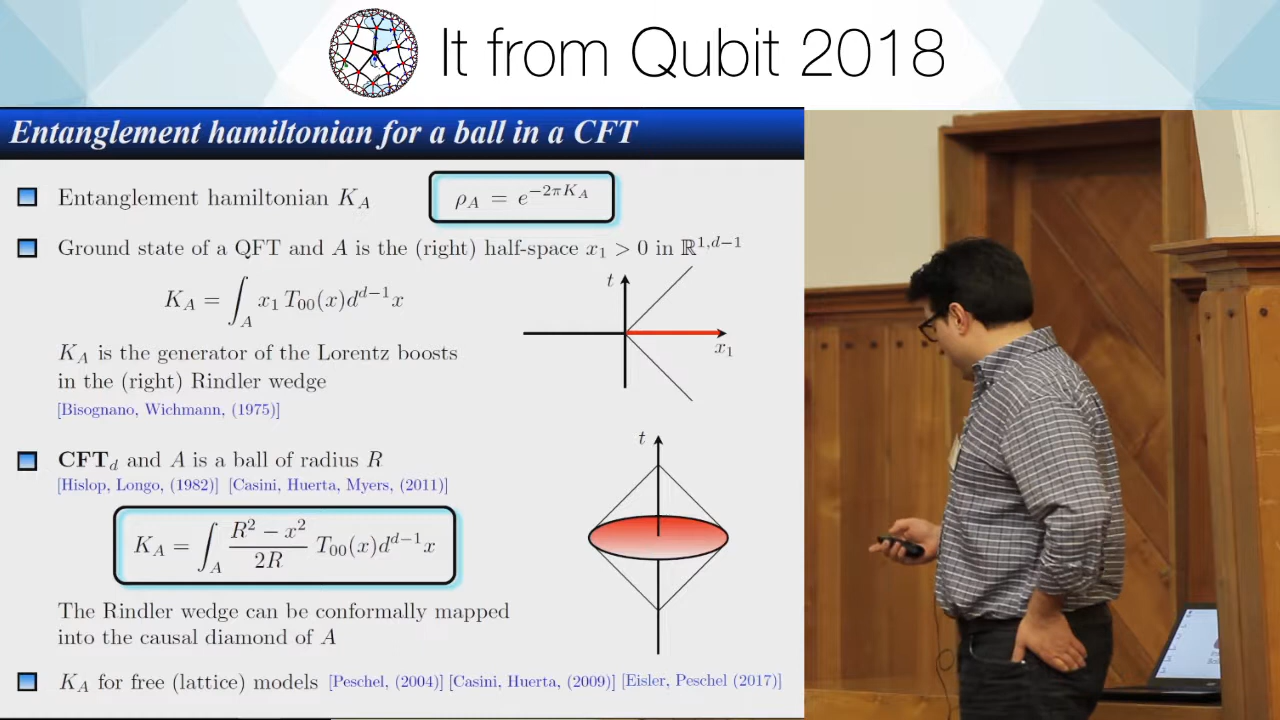 It from Qubit 2018
Entanglement hamiltonian for a ball in a CFT
Entanglement hamiltonian K_A ρ_A = e^{−2πK_A}
Ground state of a QFT and A is the (right) half-space x₁ > 0 in ℝ^{1,d−1}
K_A = ∫_A x₁ T₀₀(x)d^{d−1}x
t
x₁
K_A is the generator of the Lorentz boosts
in the (right) Rindler wedge
[Bisognano, Wichmann, (1975)]
t
CFT_d and A is a ball of radius R
[Hislop, Longo, (1982)] [Casini, Huerta, Myers, (2011)]
K_A = ∫_A (R² − x²)/(2R) T₀₀(x)d^{d−1}x
The Rindler wedge can be conformally mapped
into the causal diamond of A
K_A for free (lattice) models [Peschel, (2004)] [Casini, Huerta, (2009)] [Eisler, Peschel (2017)]